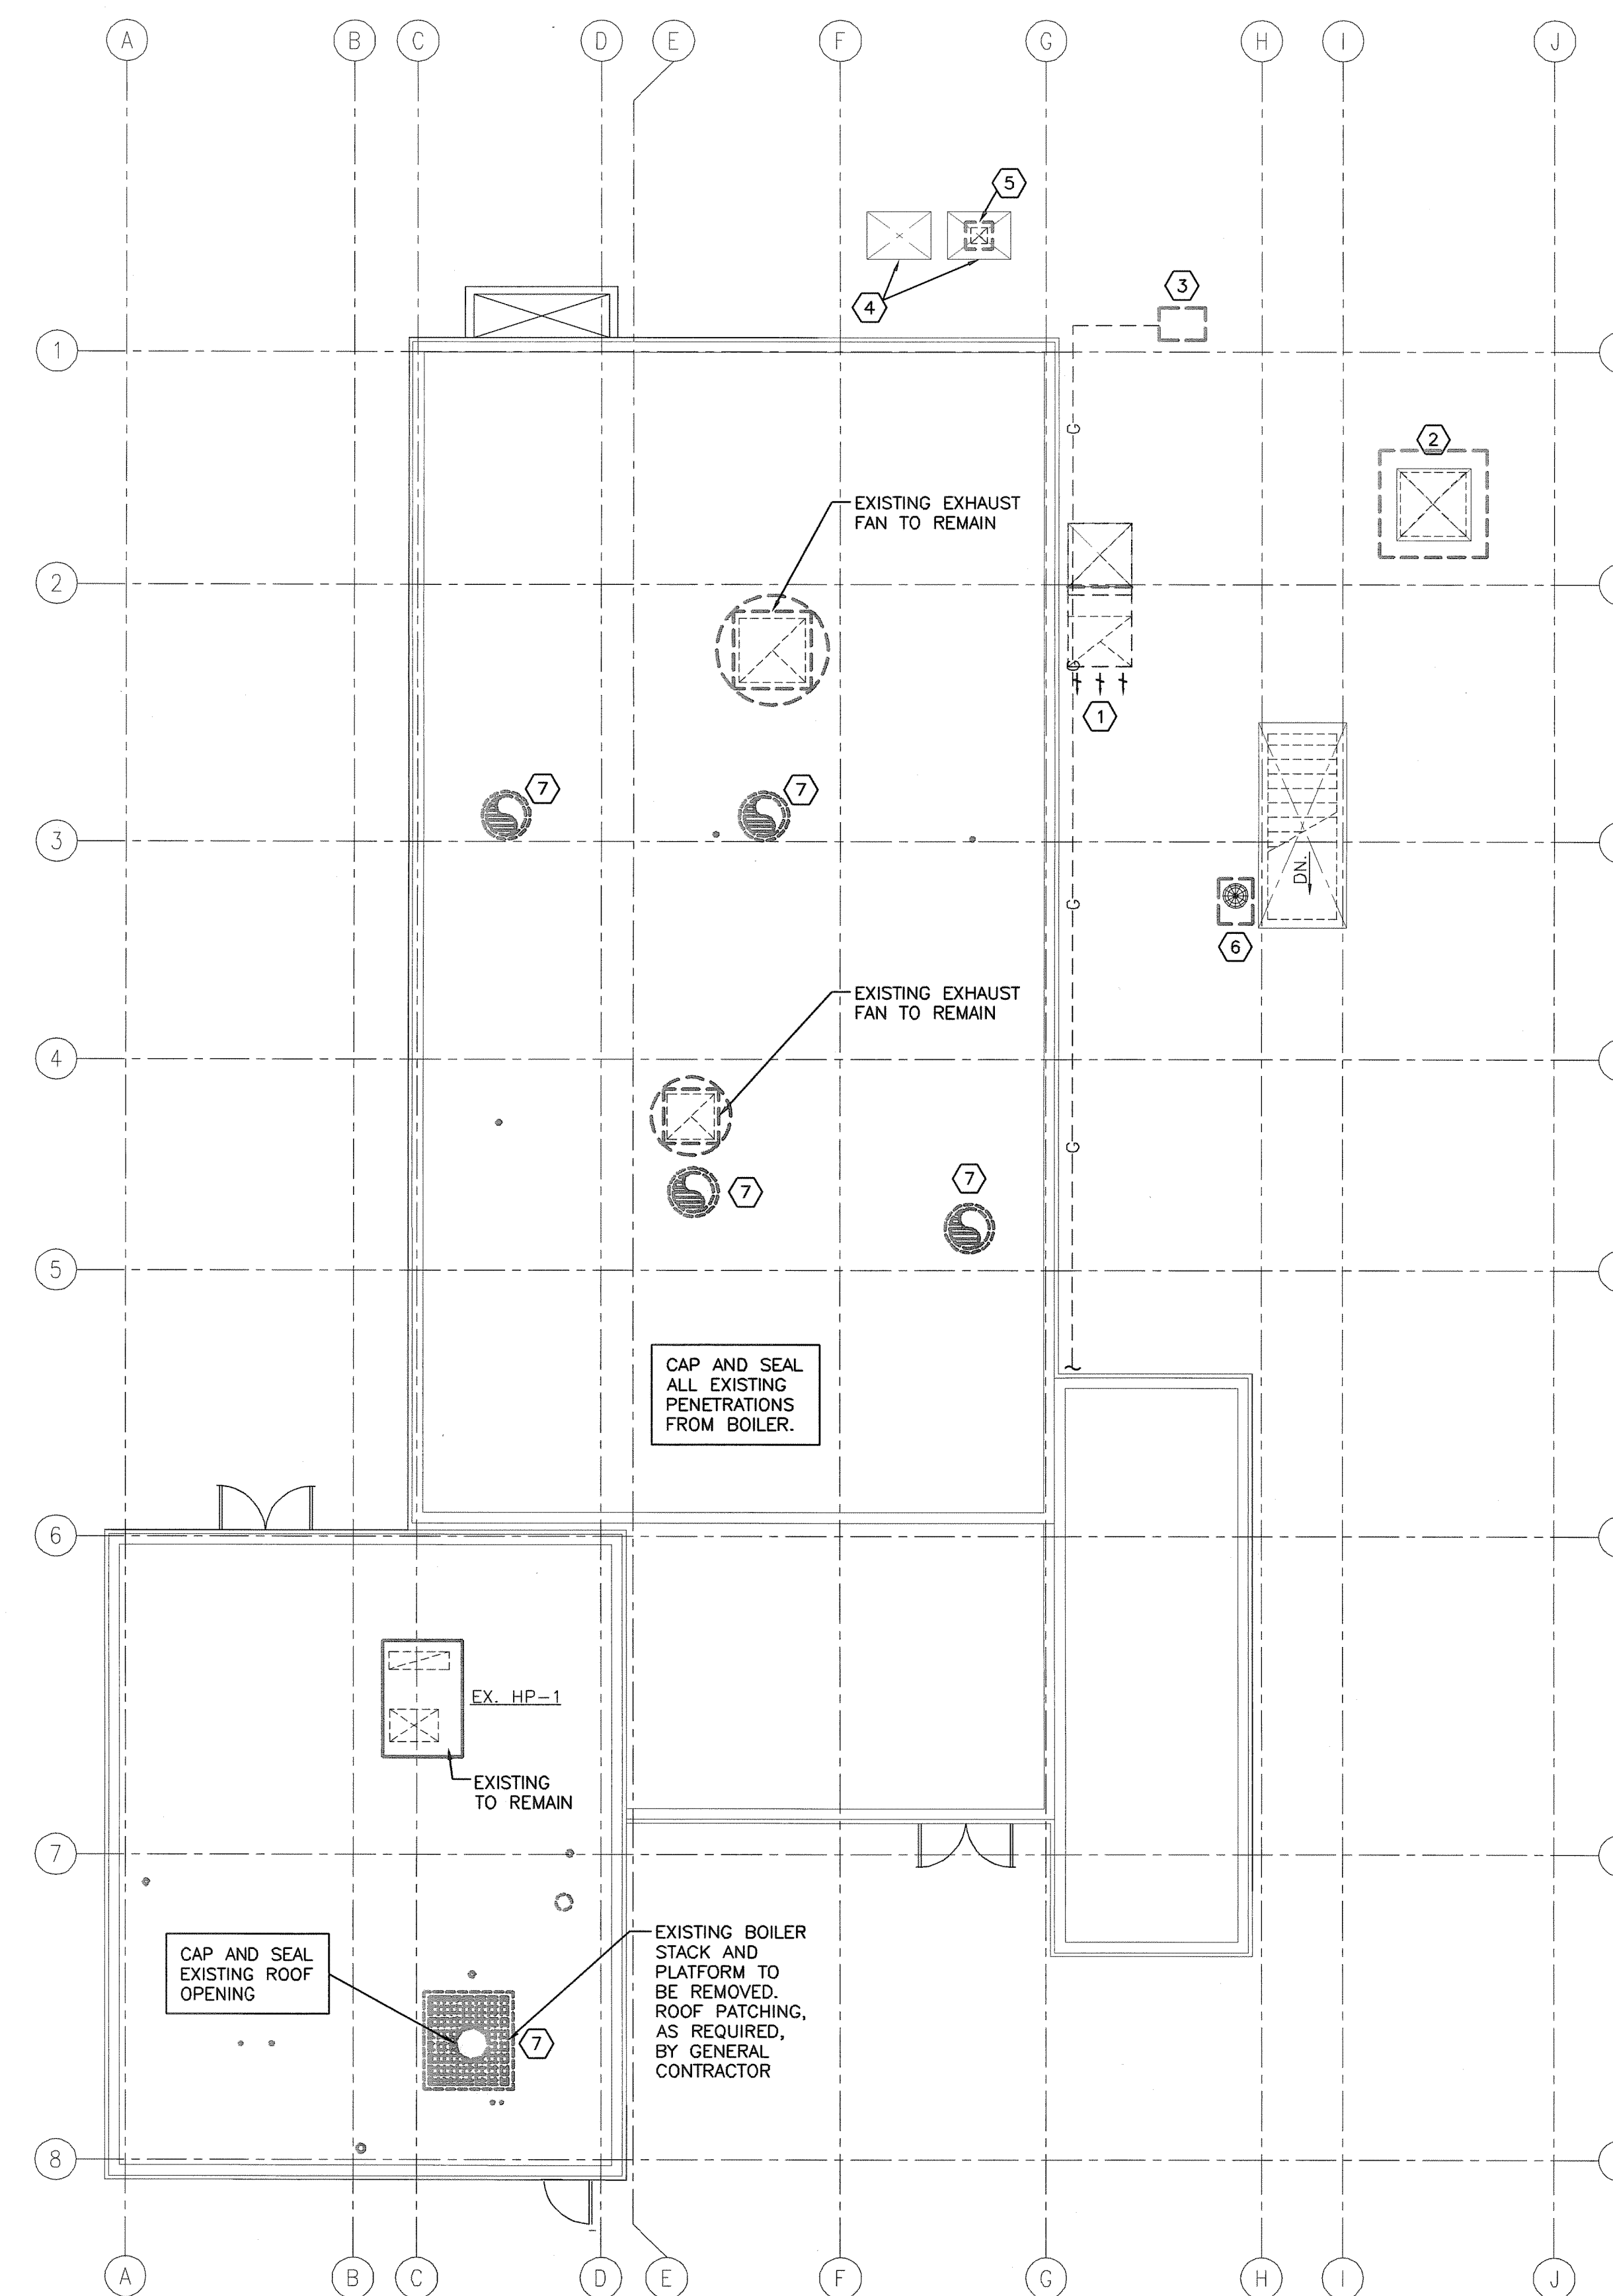 A B C D E F G H I J
5
4
3
1
2
G
EXISTING EXHAUST
FAN TO REMAIN
2
G
1
7
7
3
DN.
G
6
EXISTING EXHAUST
FAN TO REMAIN
4
G
7
7
5
CAP AND SEAL
ALL EXISTING
PENETRATIONS
FROM BOILER.
6
EX. HP-1
EXISTING
TO REMAIN
7
CAP AND SEAL
EXISTING ROOF
OPENING
EXISTING BOILER
STACK AND
PLATFORM TO
BE REMOVED.
ROOF PATCHING,
AS REQUIRED,
BY GENERAL
CONTRACTOR
7
8
A B C D E F G H I J